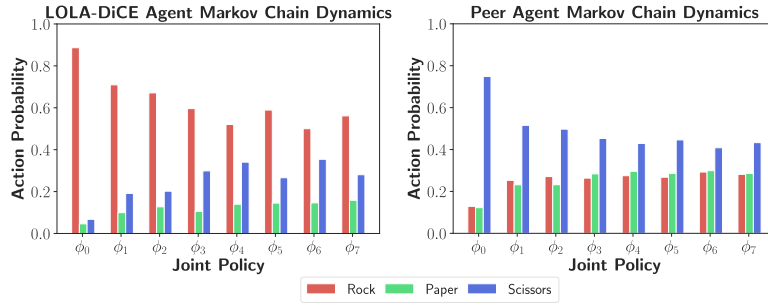 LOLA-DiCE Agent Markov Chain Dynamics
1.0
0.8
0.6
0.4
0.2
0.0
Action Probability
ϕ0 ϕ1 ϕ2 ϕ3 ϕ4 ϕ5 ϕ6 ϕ7
Joint Policy
Peer Agent Markov Chain Dynamics
1.0
0.8
0.6
0.4
0.2
0.0
Action Probability
ϕ0 ϕ1 ϕ2 ϕ3 ϕ4 ϕ5 ϕ6 ϕ7
Joint Policy
Rock Paper Scissors